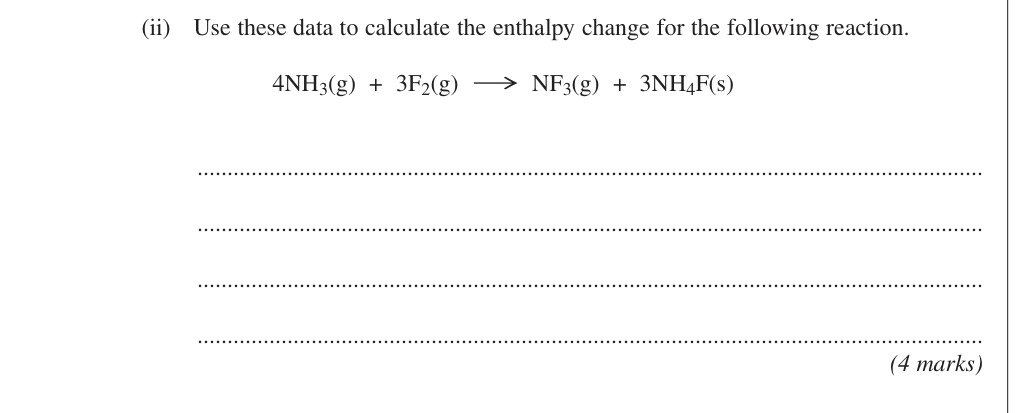 (ii) Use these data to calculate the enthalpy change for the following reaction.
4NH₃(g) + 3F₂(g) ⟶ NF₃(g) + 3NH₄F(s)
(4 marks)